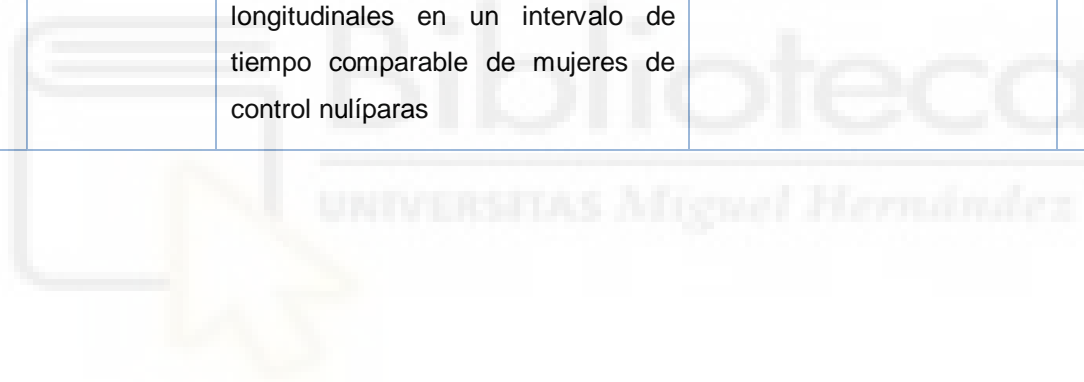 longitudinales en un intervalo de
tiempo comparable de mujeres de
control nulíparas
Biblioteca
UNIVERSITAS Miguel Hernández